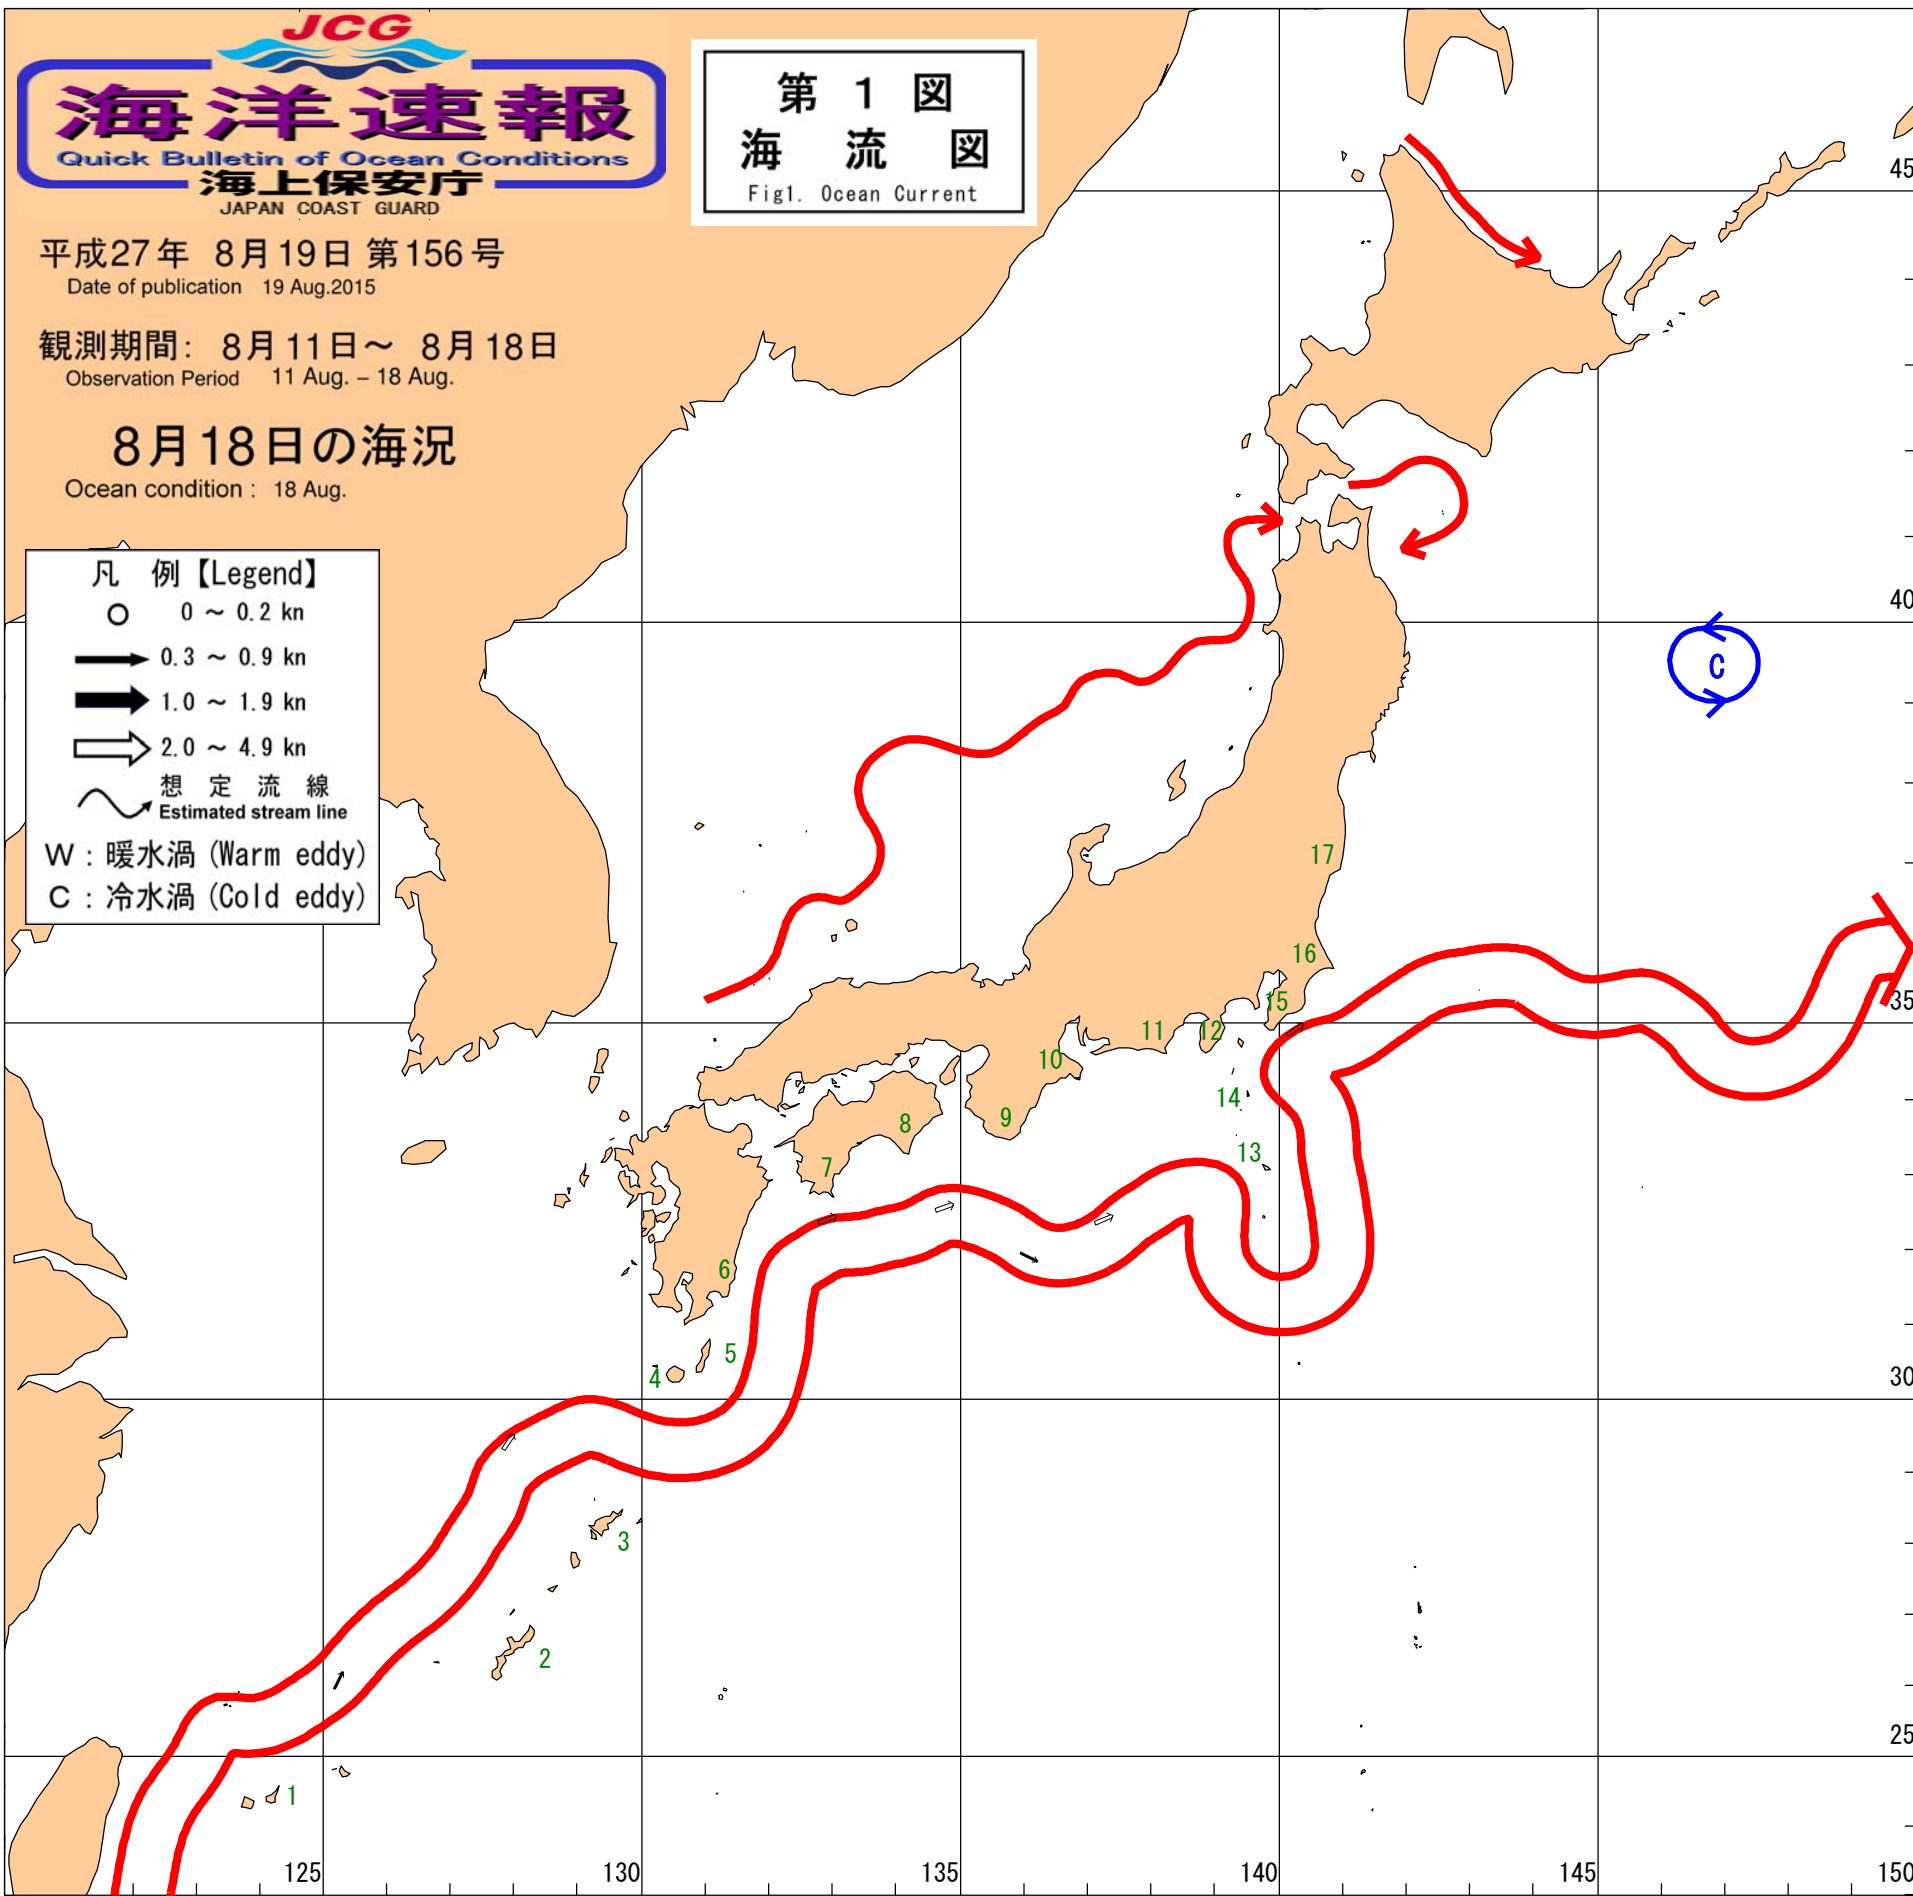 JCG
海洋速報
Quick Bulletin of Ocean Conditions
海上保安庁
JAPAN COAST GUARD
第 1 図
海 流 図
Fig1. Ocean Current
平成27年 8月19日 第156号
Date of publication 19 Aug.2015
観測期間: 8月11日～ 8月18日
Observation Period 11 Aug. – 18 Aug.
8月18日の海況
Ocean condition : 18 Aug.
凡 例【Legend】
0 ～ 0.2 kn
0.3 ～ 0.9 kn
1.0 ～ 1.9 kn
2.0 ～ 4.9 kn
想 定 流 線
Estimated stream line
W : 暖水渦 (Warm eddy)
C : 冷水渦 (Cold eddy)
45
40
C
17
16
35
15
12
11
10
14
9
8
13
7
6
5
4
30
3
2
25
1
125
130
135
140
145
150